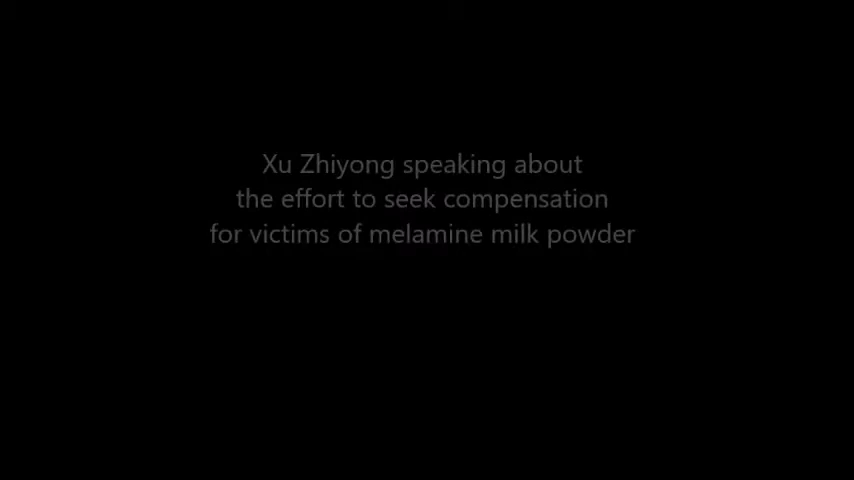 Xu Zhiyong speaking about
the effort to seek compensation
for victims of melamine milk powder